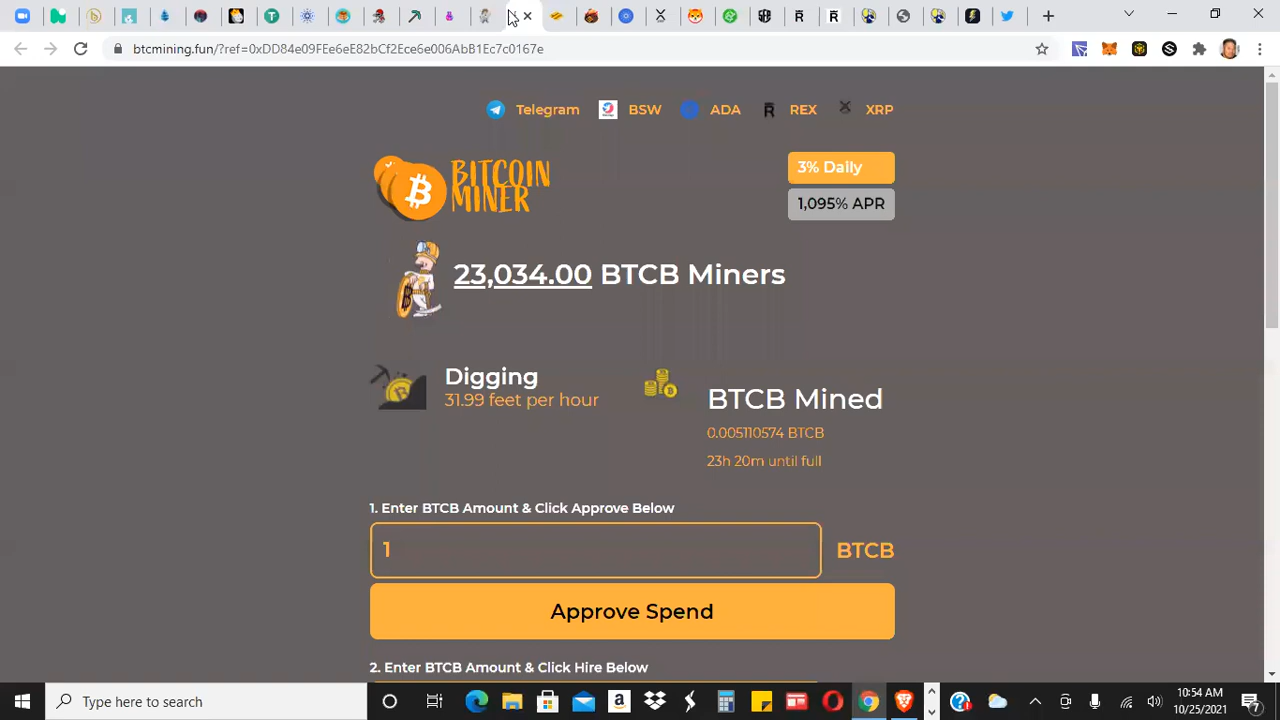 btcmining.fun/?ref=0xDD84e09FEe6eE82bCf2Ece6e006AbB1Ec7c0167e
Telegram BSW ADA REX XRP
BITCOIN
MINER
3% Daily
1,095% APR
23,034.00 BTCB Miners
Digging
31.99 feet per hour
BTCB Mined
0.005110574 BTCB
23h 20m until full
1. Enter BTCB Amount & Click Approve Below
1 BTCB
Approve Spend
2. Enter BTCB Amount & Click Hire Below
Type here to search
10:54 AM
10/25/2021
7